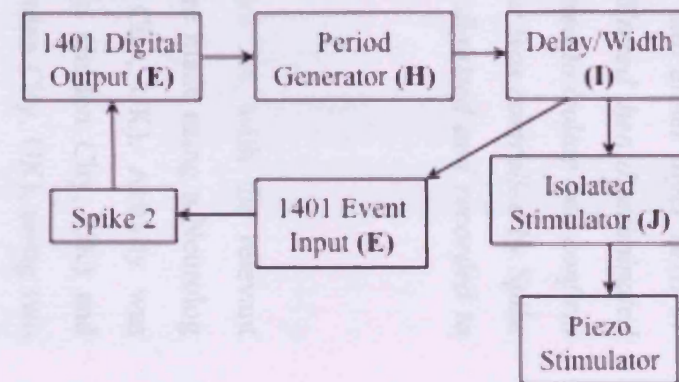 1401 Digital
Output (E)
Period
Generator (H)
Delay/Width
(I)
Spike 2
1401 Event
Input (E)
Isolated
Stimulator (J)
Piezo
Stimulator